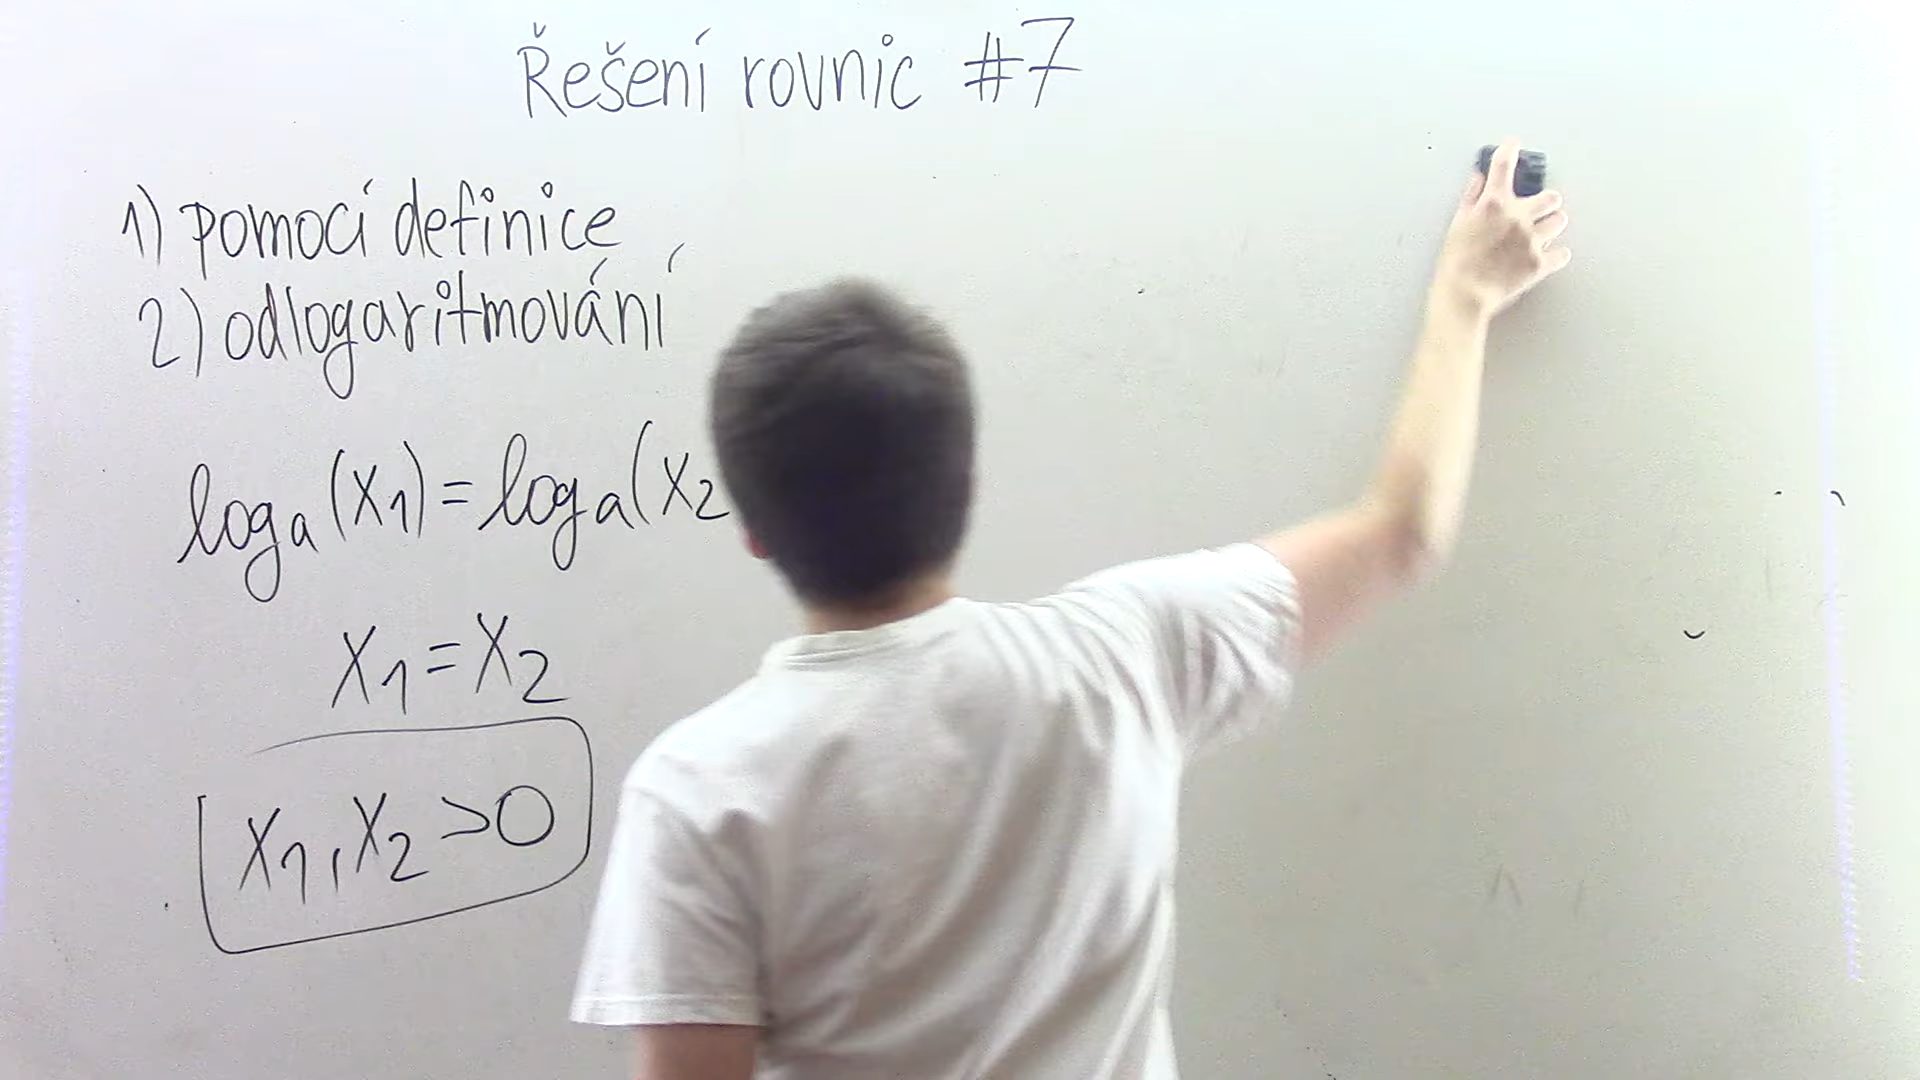 Řešení rovnic #7
1) pomocí definice
2) odlogaritmování
logₐ(x₁)=logₐ(x₂
x₁=x₂
x₁,x₂>0